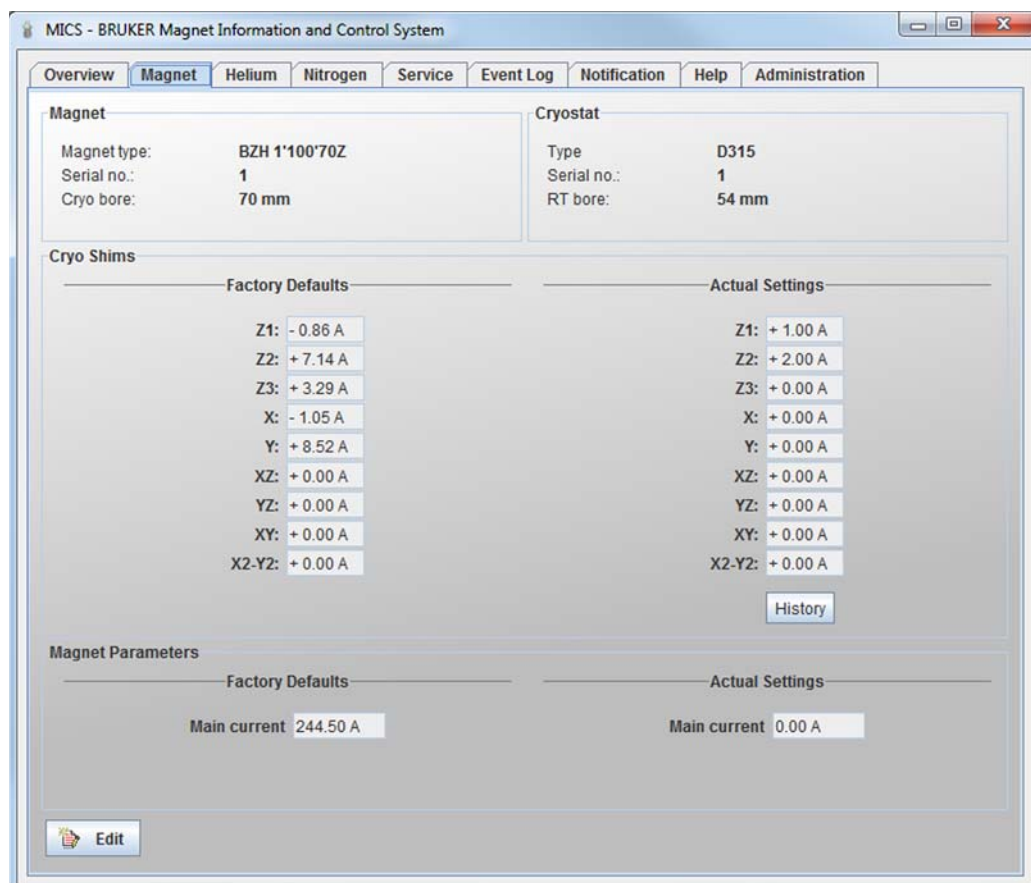 MICS - BRUKER Magnet Information and Control System
Overview Magnet Helium Nitrogen Service Event Log Notification Help Administration
Magnet
Magnet type: BZH 1'100'70Z
Serial no.: 1
Cryo bore: 70 mm
Cryostat
Type D315
Serial no.: 1
RT bore: 54 mm
Cryo Shims
Factory Defaults
Z1: - 0.86 A
Z2: + 7.14 A
Z3: + 3.29 A
X: - 1.05 A
Y: + 8.52 A
XZ: + 0.00 A
YZ: + 0.00 A
XY: + 0.00 A
X2-Y2: + 0.00 A
Actual Settings
Z1: + 1.00 A
Z2: + 2.00 A
Z3: + 0.00 A
X: + 0.00 A
Y: + 0.00 A
XZ: + 0.00 A
YZ: + 0.00 A
XY: + 0.00 A
X2-Y2: + 0.00 A
History
Magnet Parameters
Factory Defaults
Main current 244.50 A
Actual Settings
Main current 0.00 A
Edit